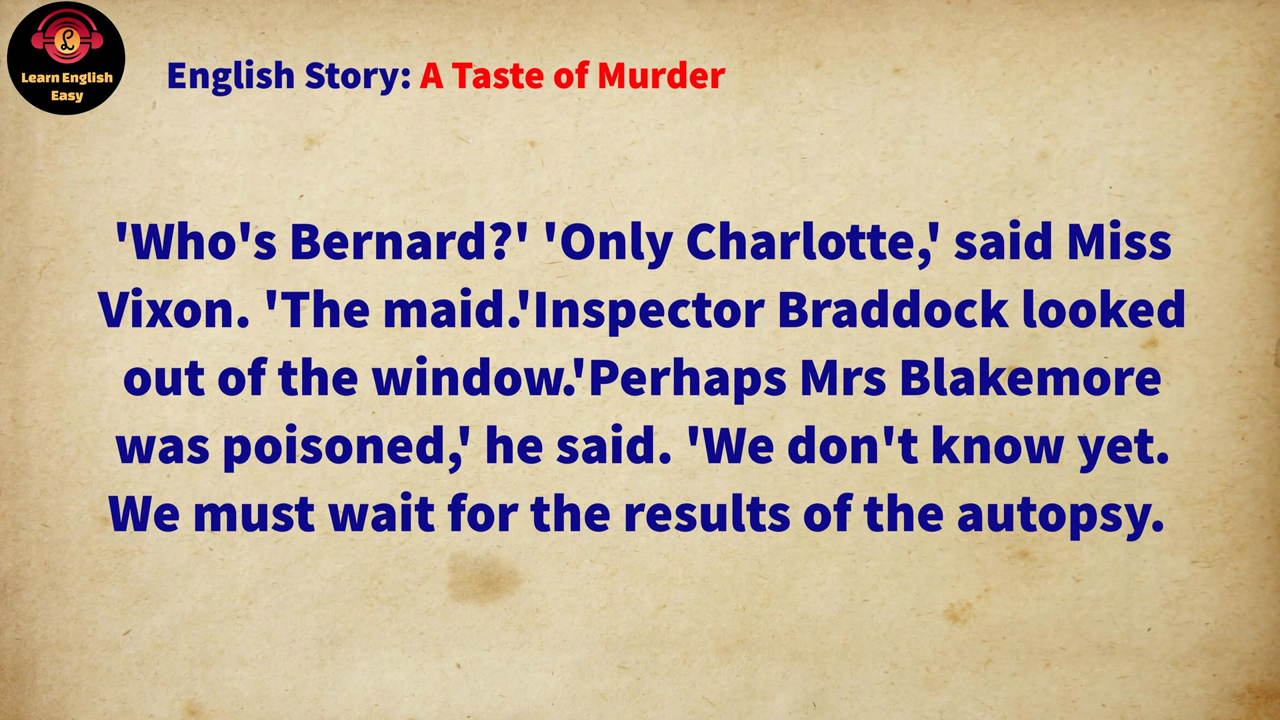 Learn English
Easy
English Story: A Taste of Murder
'Who's Bernard?' 'Only Charlotte,' said Miss
Vixon. 'The maid.'Inspector Braddock looked
out of the window.'Perhaps Mrs Blakemore
was poisoned,' he said. 'We don't know yet.
We must wait for the results of the autopsy.